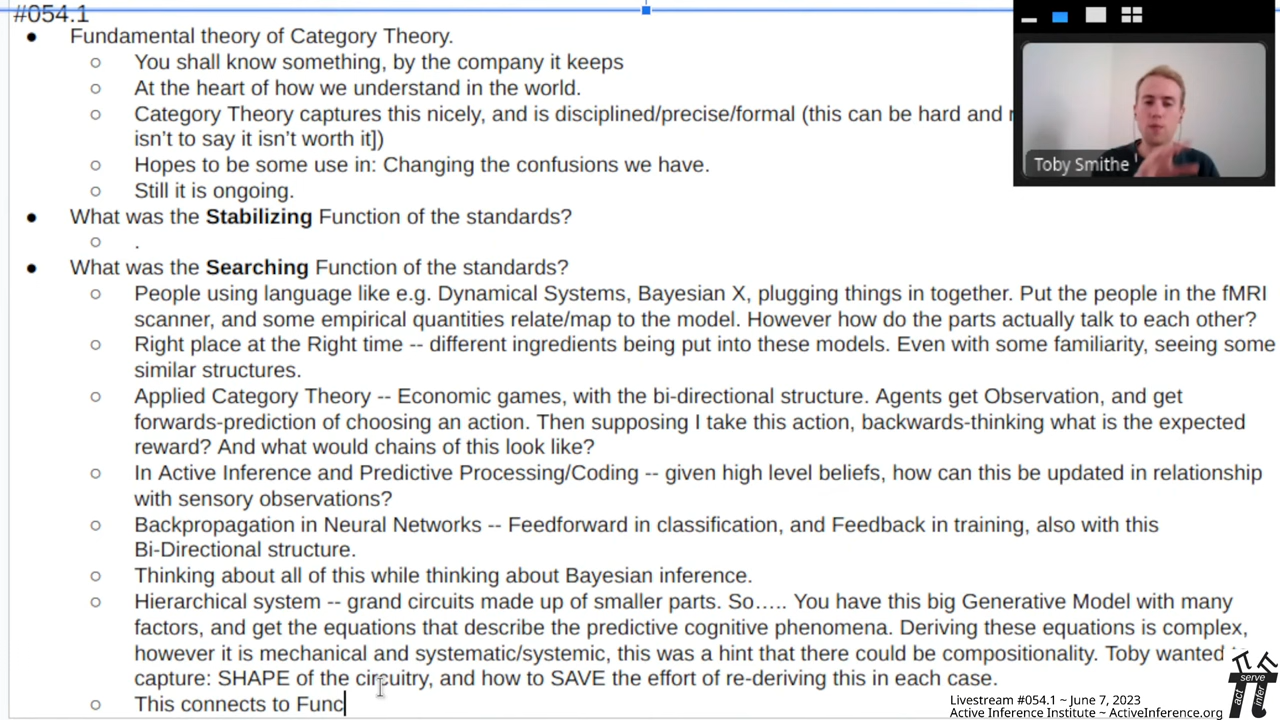 #054.1
● Fundamental theory of Category Theory.
○ You shall know something, by the company it keeps
○ At the heart of how we understand in the world.
○ Category Theory captures this nicely, and is disciplined/precise/formal (this can be hard and
isn't to say it isn't worth it])
○ Hopes to be some use in: Changing the confusions we have.
○ Still it is ongoing.
● What was the Stabilizing Function of the standards?
○ .
● What was the Searching Function of the standards?
○ People using language like e.g. Dynamical Systems, Bayesian X, plugging things in together. Put the people in the fMRI
scanner, and some empirical quantities relate/map to the model. However how do the parts actually talk to each other?
○ Right place at the Right time -- different ingredients being put into these models. Even with some familiarity, seeing some
similar structures.
○ Applied Category Theory -- Economic games, with the bi-directional structure. Agents get Observation, and get
forwards-prediction of choosing an action. Then supposing I take this action, backwards-thinking what is the expected
reward? And what would chains of this look like?
○ In Active Inference and Predictive Processing/Coding -- given high level beliefs, how can this be updated in relationship
with sensory observations?
○ Backpropagation in Neural Networks -- Feedforward in classification, and Feedback in training, also with this
Bi-Directional structure.
○ Thinking about all of this while thinking about Bayesian inference.
○ Hierarchical system -- grand circuits made up of smaller parts. So….. You have this big Generative Model with many
factors, and get the equations that describe the predictive cognitive phenomena. Deriving these equations is complex,
however it is mechanical and systematic/systemic, this was a hint that there could be compositionality. Toby wanted
capture: SHAPE of the circuitry, and how to SAVE the effort of re-deriving this in each case.
○ This connects to Func
Toby Smithe
act infer
serve
Livestream #054.1 ~ June 7, 2023
Active Inference Institute ~ ActiveInference.org